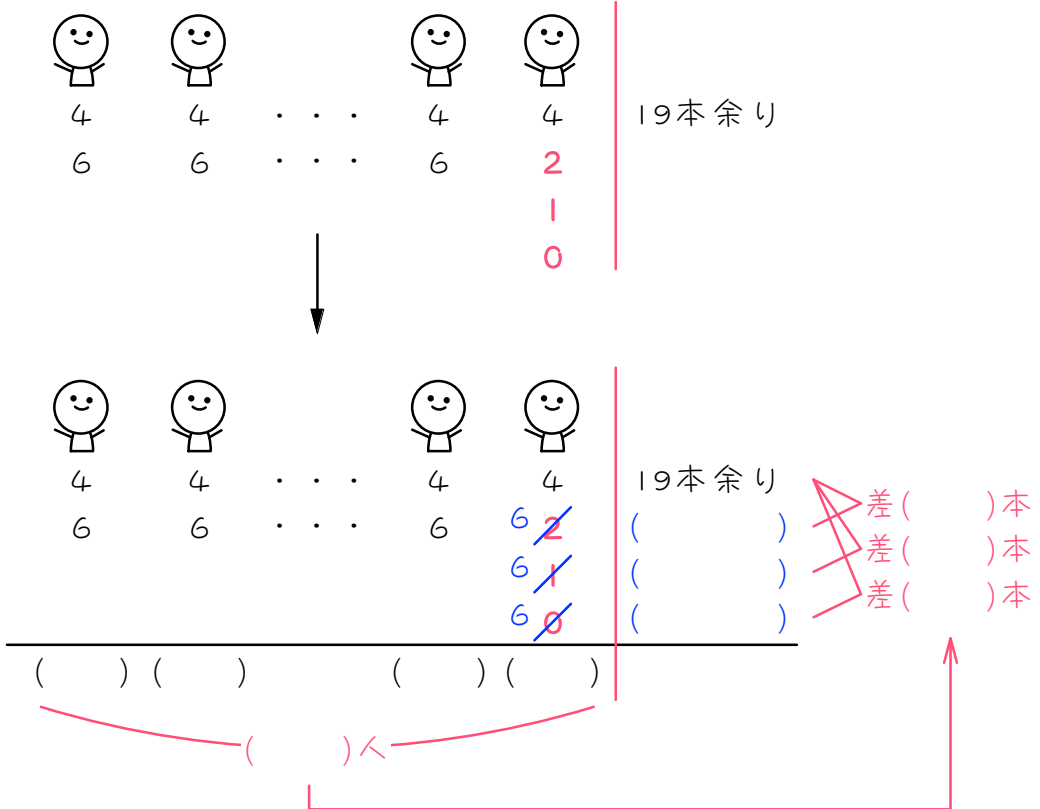 4 4 ・・・ 4 4 19本余り
6 6 ・・・ 6 2
1
0
4 4 ・・・ 4 4 19本余り
6 6 ・・・ 6 6 2 ( ) 差( )本
6 1 ( ) 差( )本
6 0 ( ) 差( )本
( ) ( ) ( ) ( )
( )人